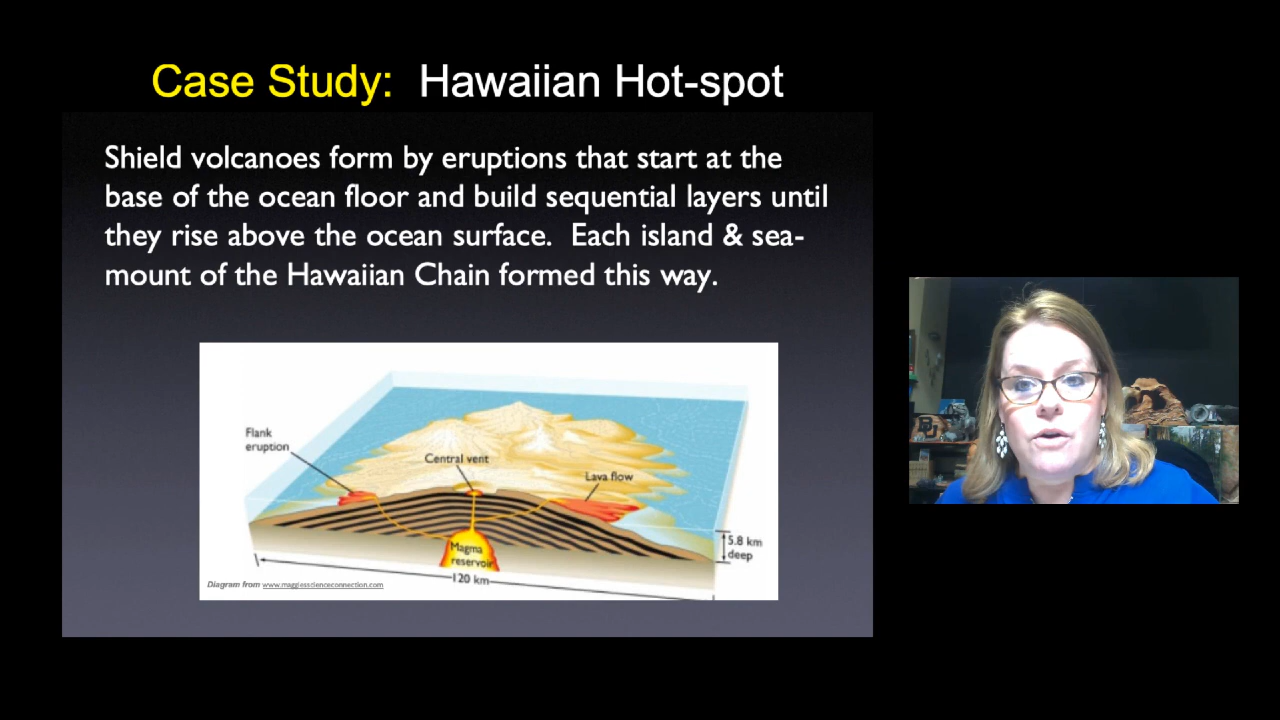 Case Study: Hawaiian Hot-spot
Shield volcanoes form by eruptions that start at the
base of the ocean floor and build sequential layers until
they rise above the ocean surface. Each island & sea-
mount of the Hawaiian Chain formed this way.
Flank
eruption
Central vent
Lava flow
Magma
reservoir
5.8 km
deep
120 km
Diagram from www.maggiesscienceconnection.com